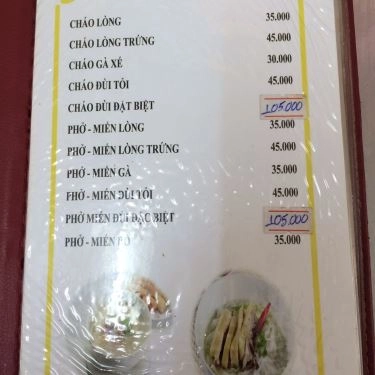 CHÁO LÒNG 35.000
CHÁO LÒNG TRỨNG 45.000
CHÁO GÀ XÉ 30.000
CHÁO ĐÙI TỎI 45.000
CHÁO ĐÙI ĐẶT BIỆT 105.000
PHỞ - MIẾN LÒNG 35.000
PHỞ - MIẾN LÒNG TRỨNG 45.000
PHỞ - MIẾN GÀ 35.000
PHỞ - MIẾN ĐÙI TỎI 45.000
PHỞ MIẾN ĐÙI ĐẶC BIỆT 105.000
PHỞ - MIẾN BÒ 35.000